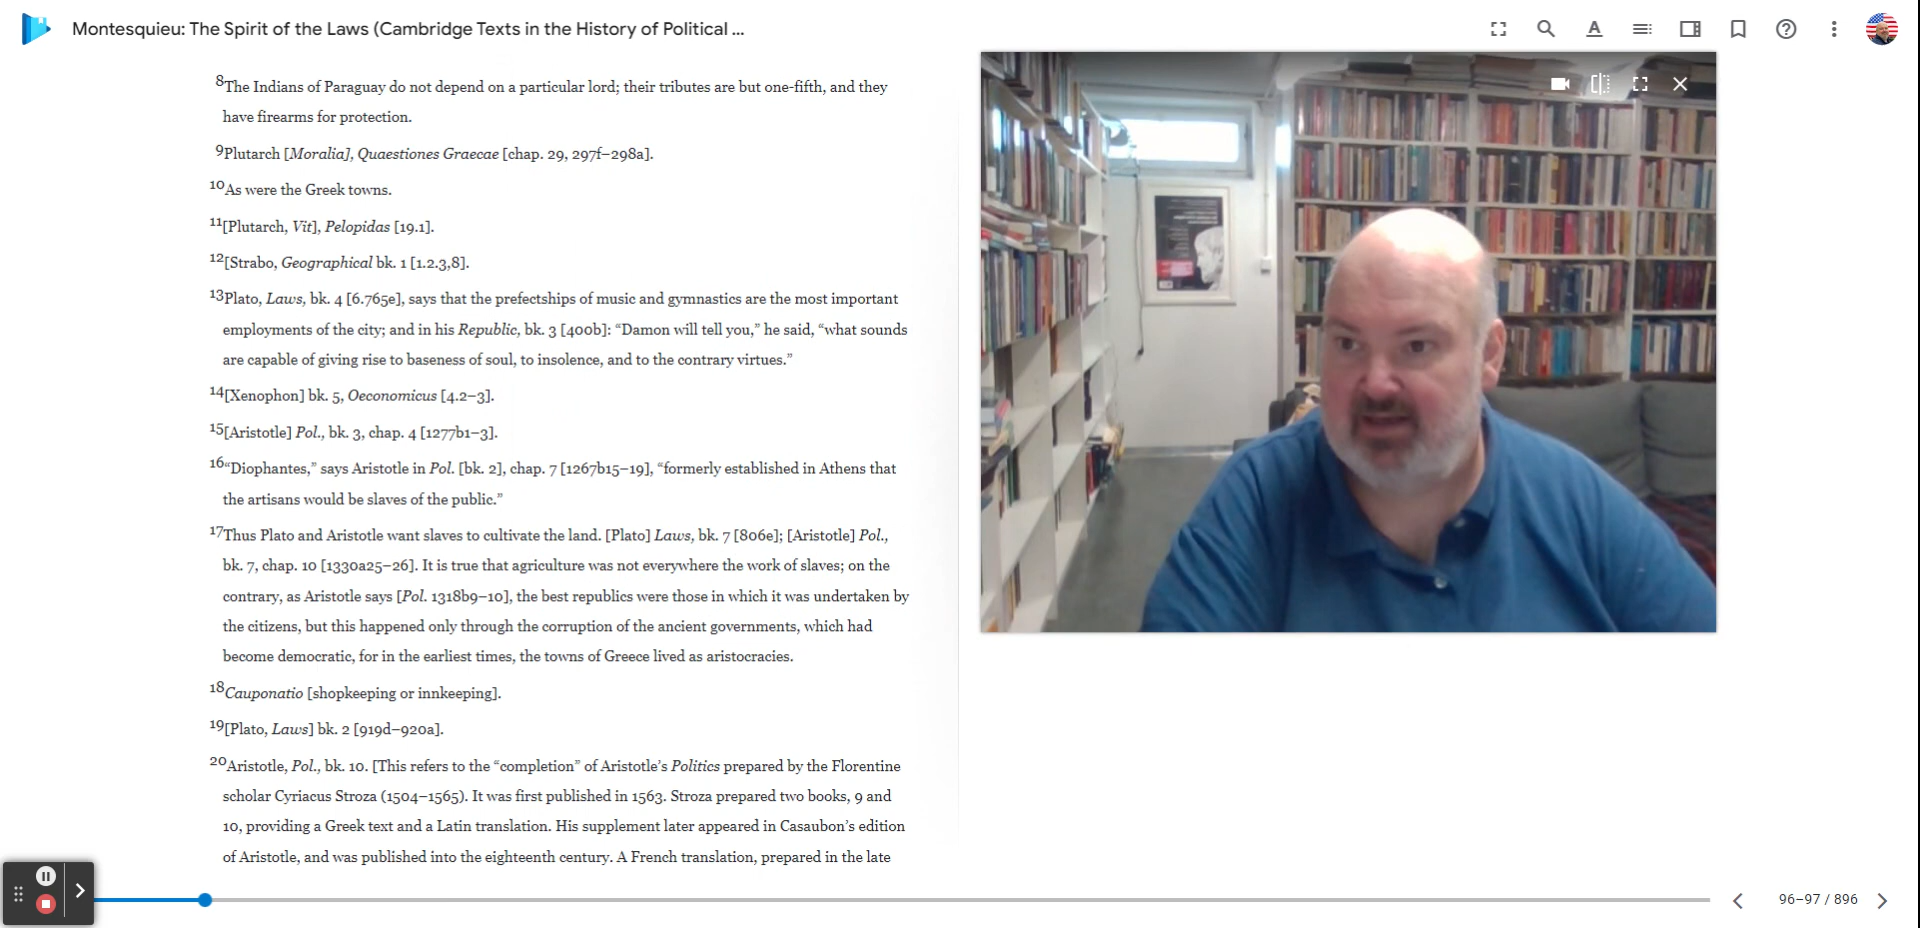 Montesquieu: The Spirit of the Laws (Cambridge Texts in the History of Political ...
8The Indians of Paraguay do not depend on a particular lord; their tributes are but one-fifth, and they
have firearms for protection.
9Plutarch [Moralia], Quaestiones Graecae [chap. 29, 297f–298a].
10As were the Greek towns.
11[Plutarch, Vit], Pelopidas [19.1].
12[Strabo, Geographical bk. 1 [1.2.3,8].
13Plato, Laws, bk. 4 [6.765e], says that the prefectships of music and gymnastics are the most important
employments of the city; and in his Republic, bk. 3 [400b]: “Damon will tell you,” he said, “what sounds
are capable of giving rise to baseness of soul, to insolence, and to the contrary virtues.”
14[Xenophon] bk. 5, Oeconomicus [4.2–3].
15[Aristotle] Pol., bk. 3, chap. 4 [1277b1–3].
16“Diophantes,” says Aristotle in Pol. [bk. 2], chap. 7 [1267b15–19], “formerly established in Athens that
the artisans would be slaves of the public.”
17Thus Plato and Aristotle want slaves to cultivate the land. [Plato] Laws, bk. 7 [806e]; [Aristotle] Pol.,
bk. 7, chap. 10 [1330a25–26]. It is true that agriculture was not everywhere the work of slaves; on the
contrary, as Aristotle says [Pol. 1318b9–10], the best republics were those in which it was undertaken by
the citizens, but this happened only through the corruption of the ancient governments, which had
become democratic, for in the earliest times, the towns of Greece lived as aristocracies.
18Cauponatio [shopkeeping or innkeeping].
19[Plato, Laws] bk. 2 [919d–920a].
20Aristotle, Pol., bk. 10. [This refers to the “completion” of Aristotle’s Politics prepared by the Florentine
scholar Cyriacus Stroza (1504–1565). It was first published in 1563. Stroza prepared two books, 9 and
10, providing a Greek text and a Latin translation. His supplement later appeared in Casaubon’s edition
of Aristotle, and was published into the eighteenth century. A French translation, prepared in the late
96–97 / 896